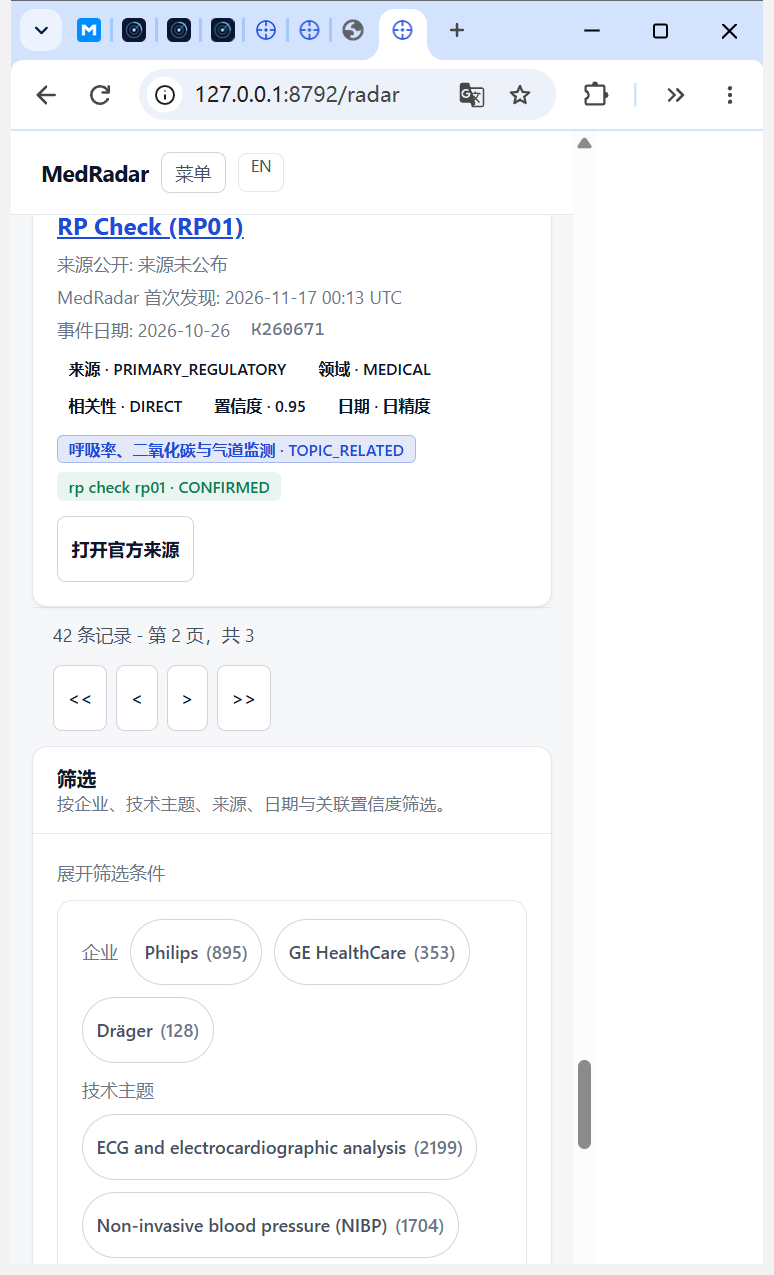 127.0.0.1:8792/radar
MedRadar 菜单 EN
RP Check (RP01)
来源公开: 来源未公布
MedRadar 首次发现: 2026-11-17 00:13 UTC
事件日期: 2026-10-26 K260671
来源 · PRIMARY_REGULATORY 领域 · MEDICAL
相关性 · DIRECT 置信度 · 0.95 日期 · 日精度
呼吸率、二氧化碳与气道监测 · TOPIC_RELATED
rp check rp01 · CONFIRMED
打开官方来源
42 条记录 - 第 2 页，共 3
<< < > >>
筛选
按企业、技术主题、来源、日期与关联置信度筛选。
展开筛选条件
企业 Philips (895) GE HealthCare (353)
Dräger (128)
技术主题
ECG and electrocardiographic analysis (2199)
Non-invasive blood pressure (NIBP) (1704)